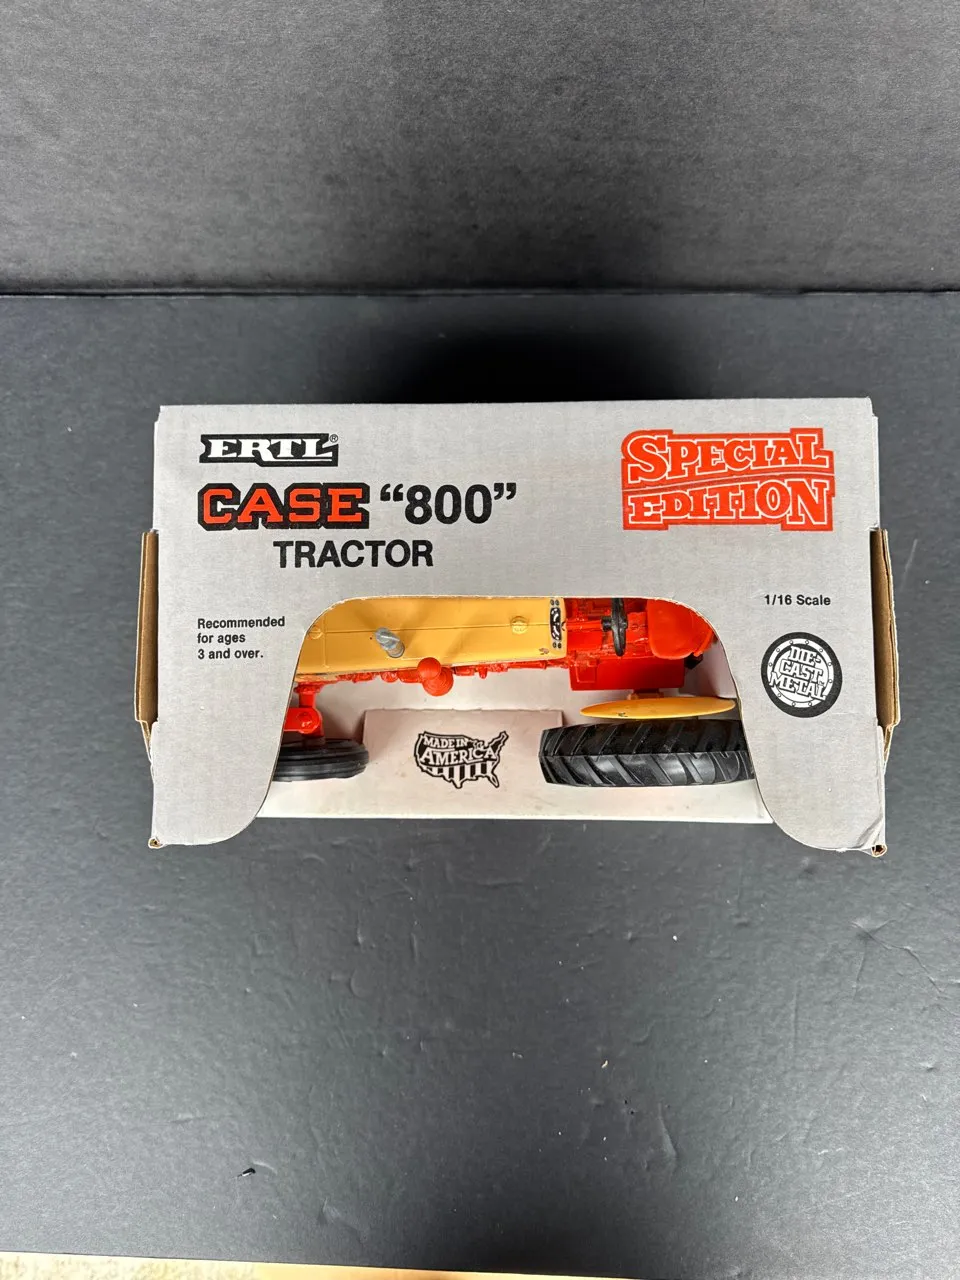 ERTL®
CASE “800”
TRACTOR
SPECIAL
EDITION
1/16 Scale
Recommended
for ages
3 and over.
DIE-
CAST
METAL
MADE IN
AMERICA